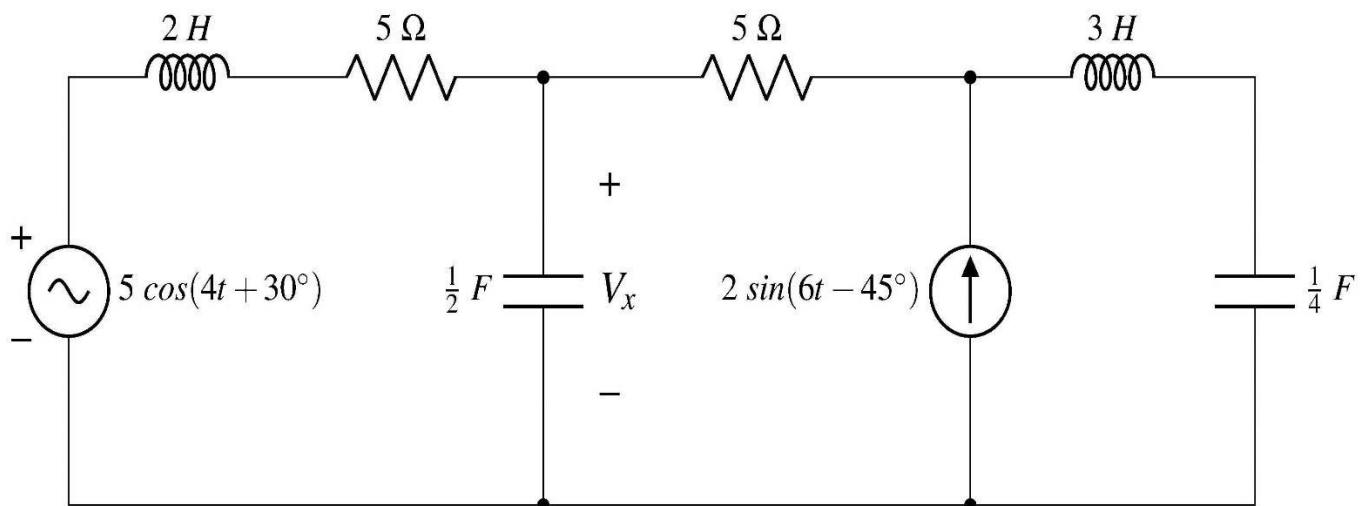 2 H
5 Ω
5 Ω
3 H
+
+
5 cos(4t + 30°)
1/2 F
V_x
2 sin(6t − 45°)
1/4 F
−
−